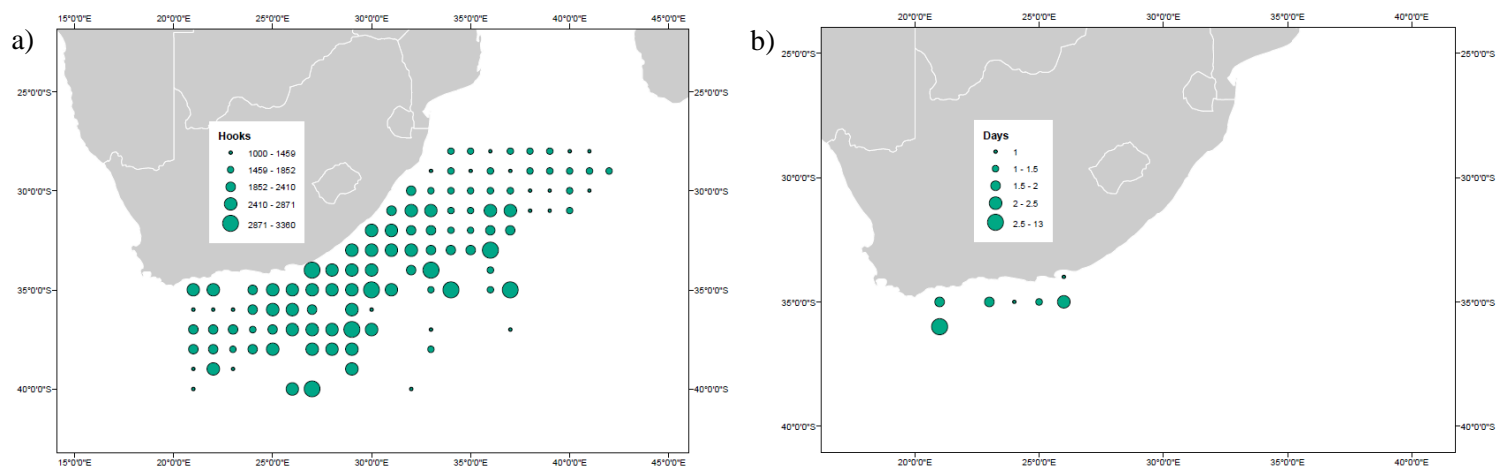 a)
15°0'0"E 20°0'0"E 25°0'0"E 30°0'0"E 35°0'0"E 40°0'0"E 45°0'0"E
25°0'0"S 25°0'0"S
30°0'0"S 30°0'0"S
35°0'0"S 35°0'0"S
40°0'0"S 40°0'0"S
Hooks
1000 - 1459
1459 - 1852
1852 - 2410
2410 - 2871
2871 - 3360
15°0'0"E 20°0'0"E 25°0'0"E 30°0'0"E 35°0'0"E 40°0'0"E 45°0'0"E
b)
20°0'0"E 25°0'0"E 30°0'0"E 35°0'0"E 40°0'0"E
25°0'0"S 25°0'0"S
30°0'0"S 30°0'0"S
35°0'0"S 35°0'0"S
40°0'0"S 40°0'0"S
Days
1
1 - 1.5
1.5 - 2
2 - 2.5
2.5 - 13
20°0'0"E 25°0'0"E 30°0'0"E 35°0'0"E 40°0'0"E